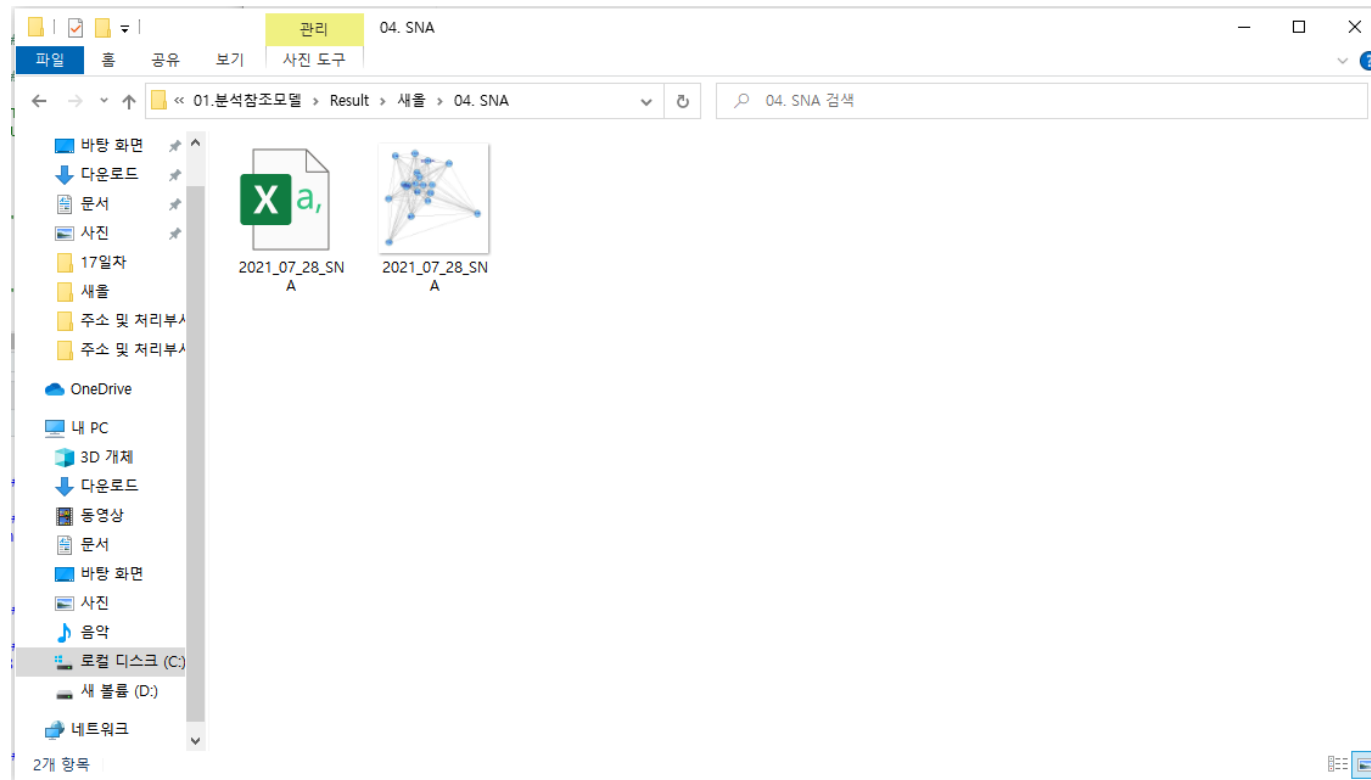 관리
04. SNA
파일
홈
공유
보기
사진 도구
« 01.분석참조모델 › Result › 새올 › 04. SNA
04. SNA 검색
바탕 화면
다운로드
문서
사진
17일차
새올
주소 및 처리부서
주소 및 처리부서
OneDrive
내 PC
3D 개체
다운로드
동영상
문서
바탕 화면
사진
음악
로컬 디스크 (C:)
새 볼륨 (D:)
네트워크
X a,
2021_07_28_SN
A
2021_07_28_SN
A
2개 항목